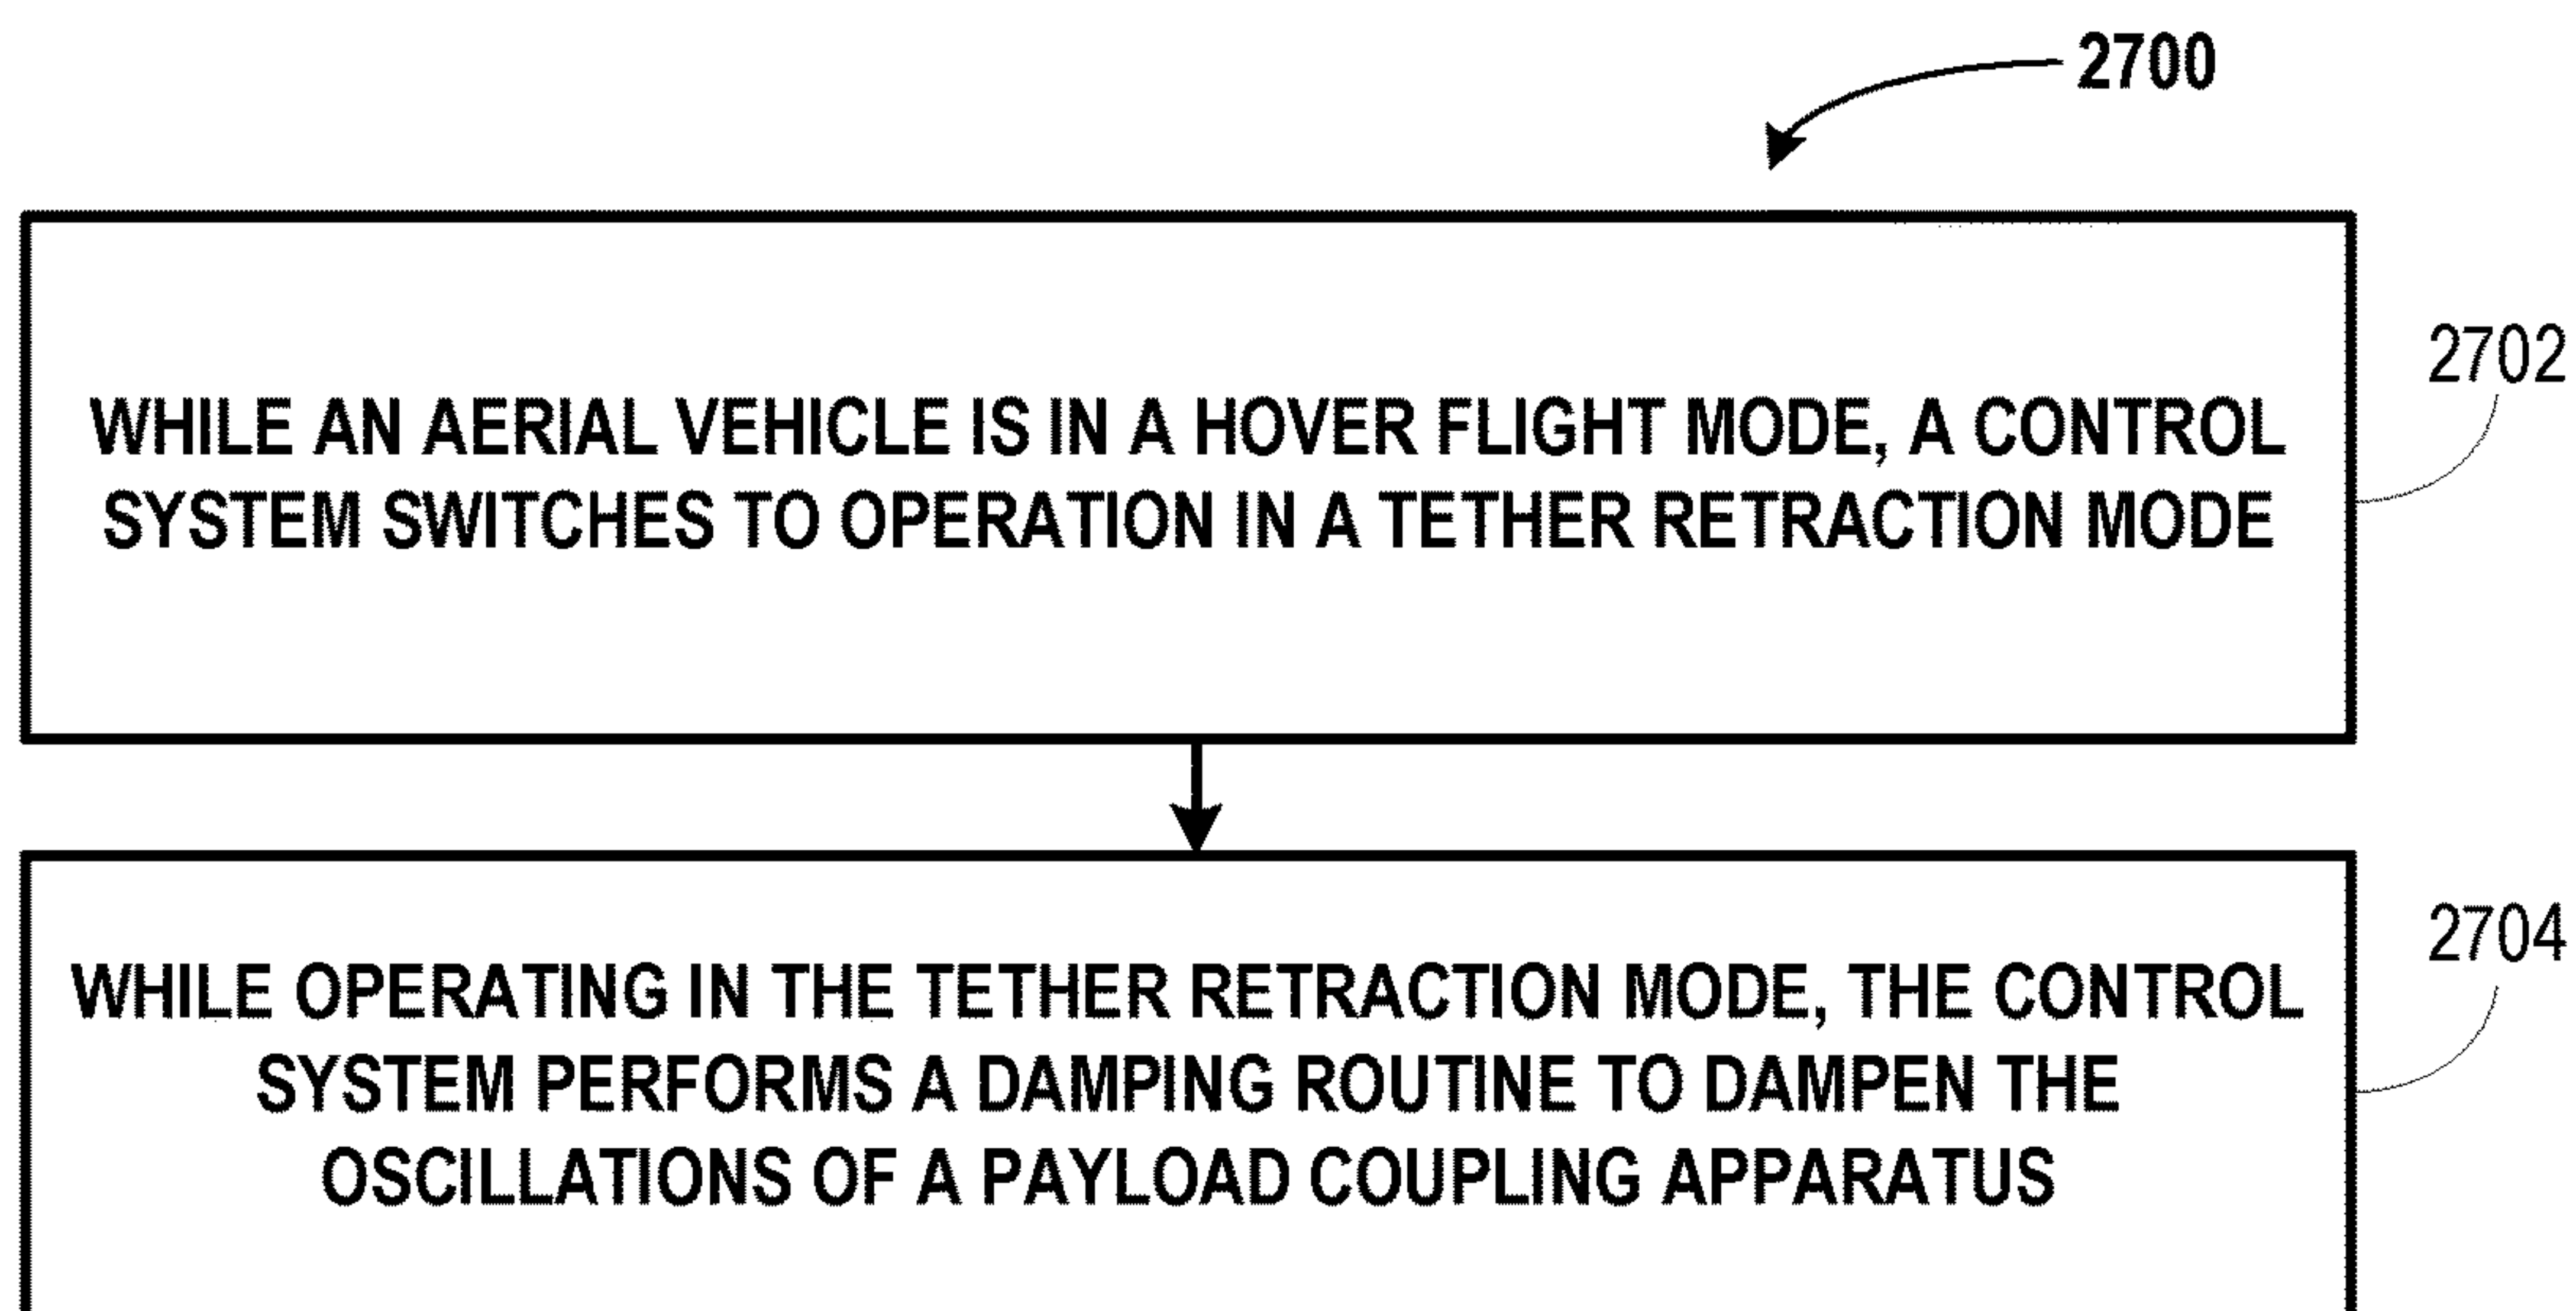 2700
WHILE AN AERIAL VEHICLE IS IN A HOVER FLIGHT MODE, A CONTROL
SYSTEM SWITCHES TO OPERATION IN A TETHER RETRACTION MODE
2702
WHILE OPERATING IN THE TETHER RETRACTION MODE, THE CONTROL
SYSTEM PERFORMS A DAMPING ROUTINE TO DAMPEN THE
OSCILLATIONS OF A PAYLOAD COUPLING APPARATUS
2704